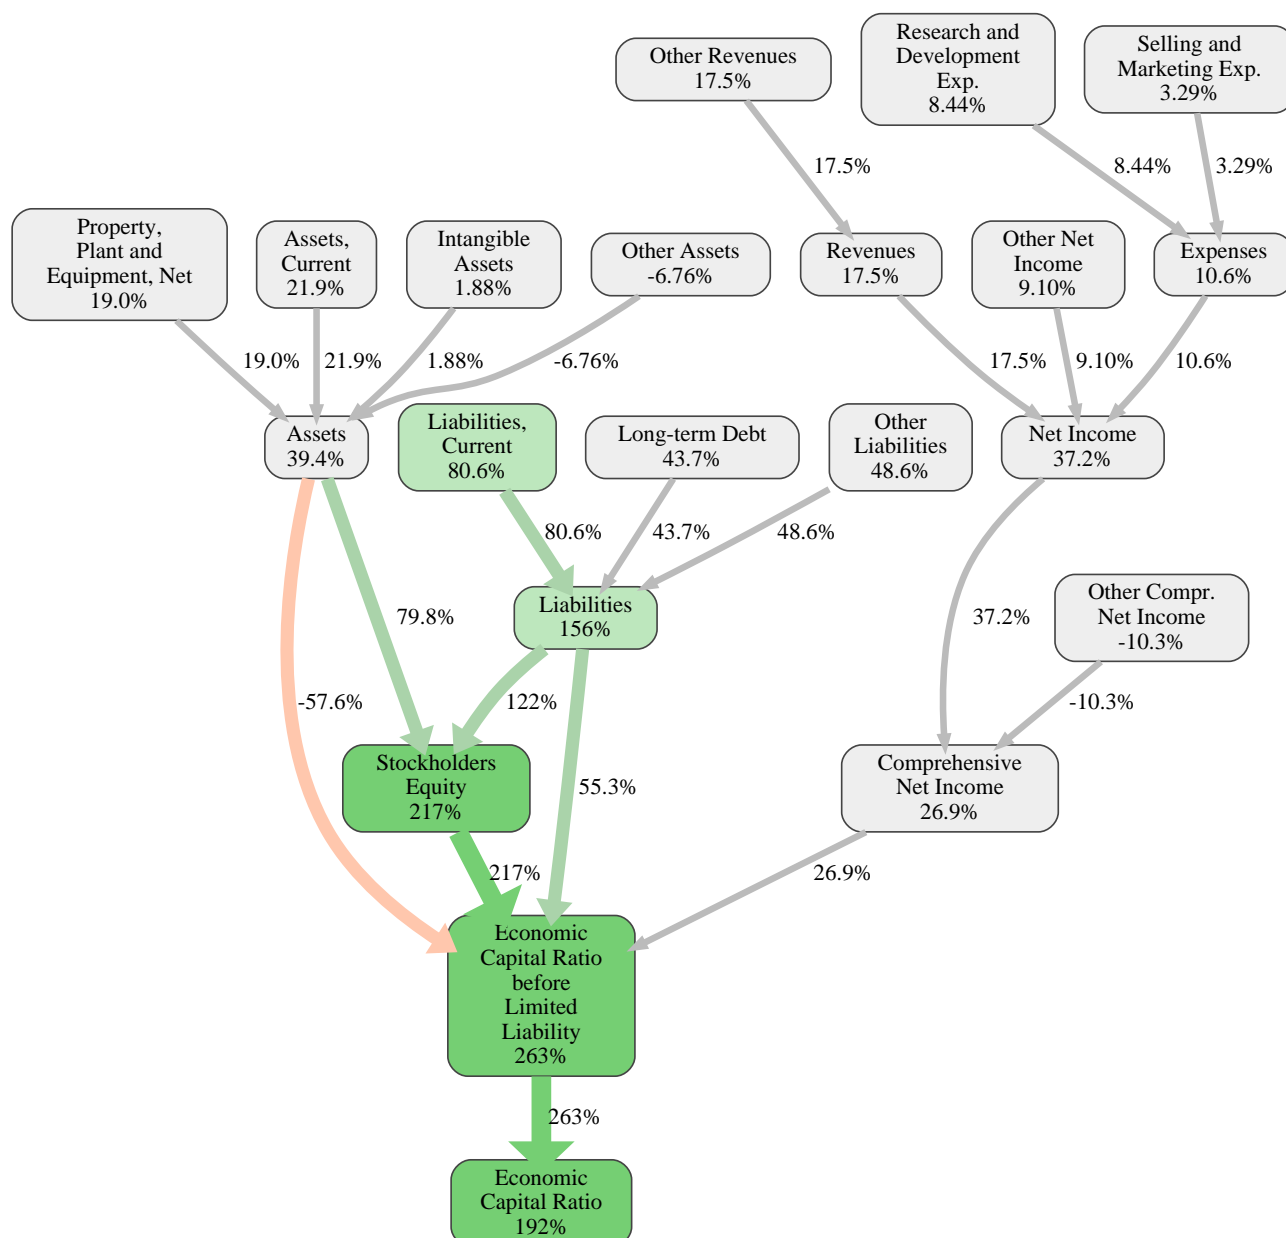 Other Revenues
17.5%
Research and
Development
Exp.
8.44%
Selling and
Marketing Exp.
3.29%
17.5%
8.44%
3.29%
Property,
Plant and
Equipment, Net
19.0%
Assets,
Current
21.9%
Intangible
Assets
1.88%
Other Assets
-6.76%
Revenues
17.5%
Other Net
Income
9.10%
Expenses
10.6%
19.0%
21.9%
1.88%
-6.76%
17.5%
9.10%
10.6%
Assets
39.4%
Liabilities,
Current
80.6%
Long-term Debt
43.7%
Other
Liabilities
48.6%
Net Income
37.2%
80.6%
43.7%
48.6%
Liabilities
156%
79.8%
37.2%
Other Compr.
Net Income
-10.3%
-57.6%
122%
-10.3%
Stockholders
Equity
217%
55.3%
Comprehensive
Net Income
26.9%
217%
26.9%
Economic
Capital Ratio
before
Limited
Liability
263%
263%
Economic
Capital Ratio
192%